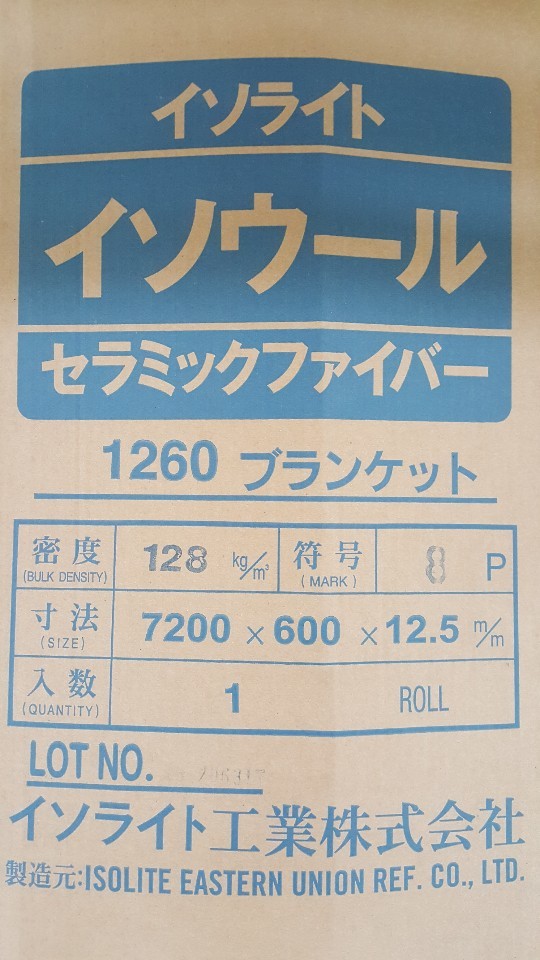 イソライト
イソウール
セラミックファイバー
1260 ブランケット
密度 128 kg/m³ 符号 8 P
(BULK DENSITY) (MARK)
寸法 7200 × 600 × 12.5 m/m
(SIZE)
入数 1 ROLL
(QUANTITY)
LOT NO.
イソライト工業株式会社
製造元:ISOLITE EASTERN UNION REF. CO., LTD.